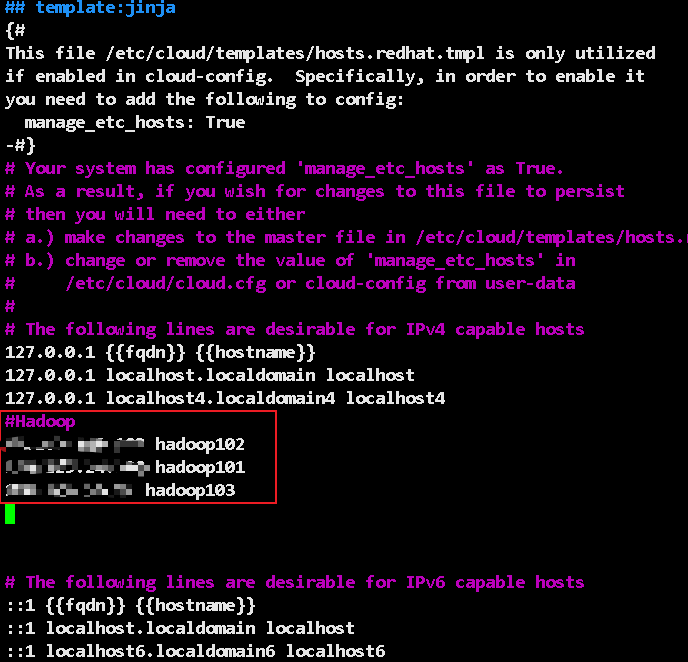 ## template:jinja
{#
This file /etc/cloud/templates/hosts.redhat.tmpl is only utilized
if enabled in cloud-config.  Specifically, in order to enable it
you need to add the following to config:
  manage_etc_hosts: True
-#}
# Your system has configured 'manage_etc_hosts' as True.
# As a result, if you wish for changes to this file to persist
# then you will need to either
# a.) make changes to the master file in /etc/cloud/templates/hosts.
# b.) change or remove the value of 'manage_etc_hosts' in
#     /etc/cloud/cloud.cfg or cloud-config from user-data
#
# The following lines are desirable for IPv4 capable hosts
127.0.0.1 {{fqdn}} {{hostname}}
127.0.0.1 localhost.localdomain localhost
127.0.0.1 localhost4.localdomain4 localhost4
#Hadoop
hadoop102
hadoop101
hadoop103
# The following lines are desirable for IPv6 capable hosts
::1 {{fqdn}} {{hostname}}
::1 localhost.localdomain localhost
::1 localhost6.localdomain6 localhost6